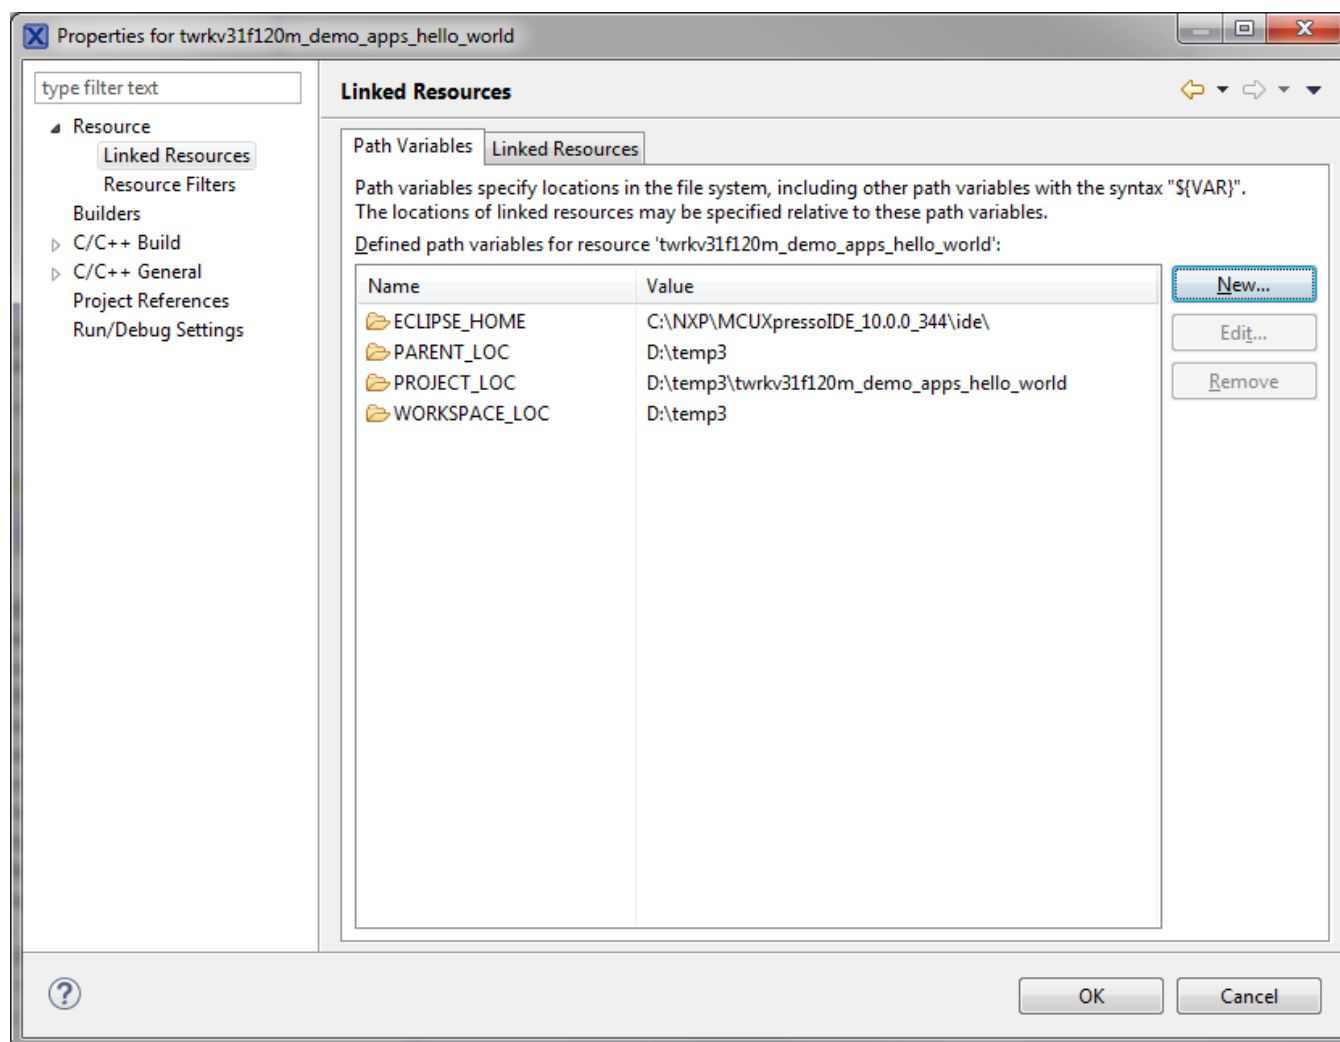 Properties for twrkv31f120m_demo_apps_hello_world
type filter text
Resource
Linked Resources
Resource Filters
Builders
C/C++ Build
C/C++ General
Project References
Run/Debug Settings
Linked Resources
Path Variables
Linked Resources
Path variables specify locations in the file system, including other path variables with the syntax "${VAR}".
The locations of linked resources may be specified relative to these path variables.
Defined path variables for resource 'twrkv31f120m_demo_apps_hello_world':
Name Value
ECLIPSE_HOME C:\NXP\MCUXpressoIDE_10.0.0_344\ide\
PARENT_LOC D:\temp3
PROJECT_LOC D:\temp3\twrkv31f120m_demo_apps_hello_world
WORKSPACE_LOC D:\temp3
New...
Edit...
Remove
OK
Cancel